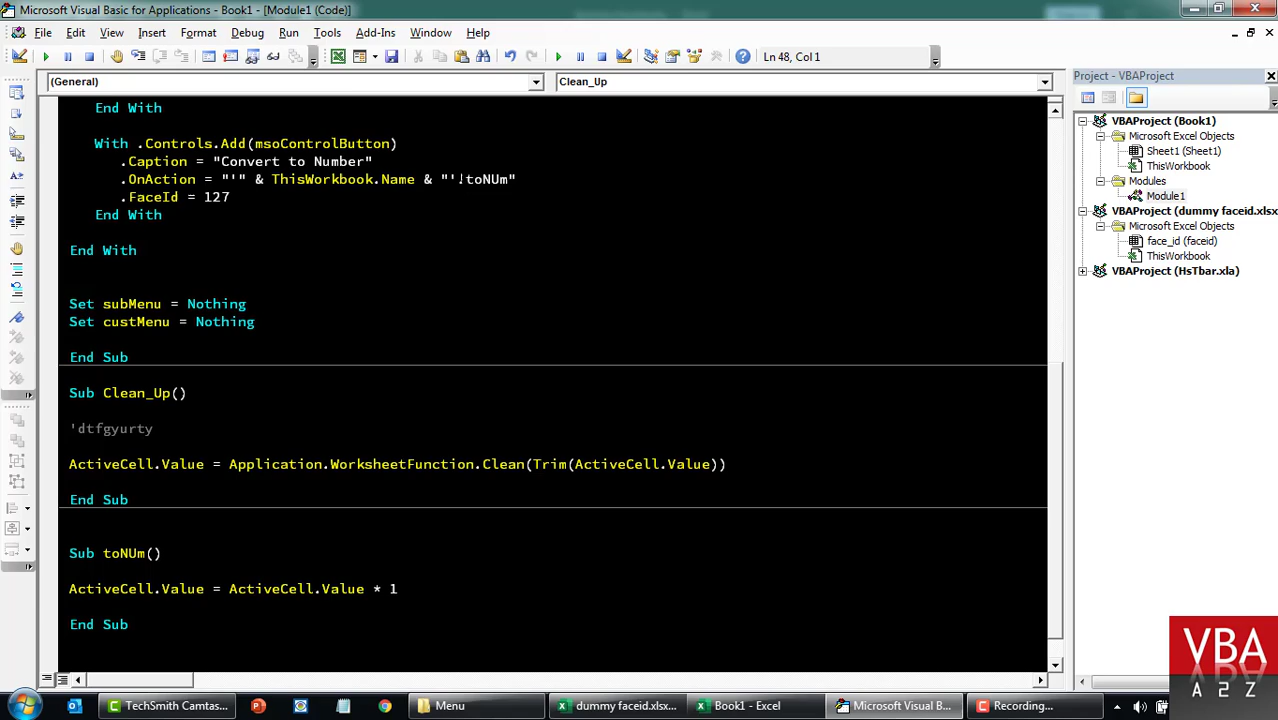 Microsoft Visual Basic for Applications - Book1 - [Module1 (Code)]
File Edit View Insert Format Debug Run Tools Add-Ins Window Help
Ln 48, Col 1
(General) Clean_Up
Project - VBAProject
End With
With .Controls.Add(msoControlButton)
.Caption = "Convert to Number"
.OnAction = "'" & ThisWorkbook.Name & "'!toNUm"
.FaceId = 127
End With
End With
Set subMenu = Nothing
Set custMenu = Nothing
End Sub
Sub Clean_Up()
'dtfgyurty
ActiveCell.Value = Application.WorksheetFunction.Clean(Trim(ActiveCell.Value))
End Sub
Sub toNUm()
ActiveCell.Value = ActiveCell.Value * 1
End Sub
VBAProject (Book1)
Microsoft Excel Objects
Sheet1 (Sheet1)
ThisWorkbook
Modules
Module1
VBAProject (dummy faceid.xlsx
Microsoft Excel Objects
face_id (faceid)
ThisWorkbook
VBAProject (HsTbar.xla)
VBA
A 2 Z
TechSmith Camtas... Menu dummy faceid.xlsx... Book1 - Excel Microsoft Visual B... Recording...